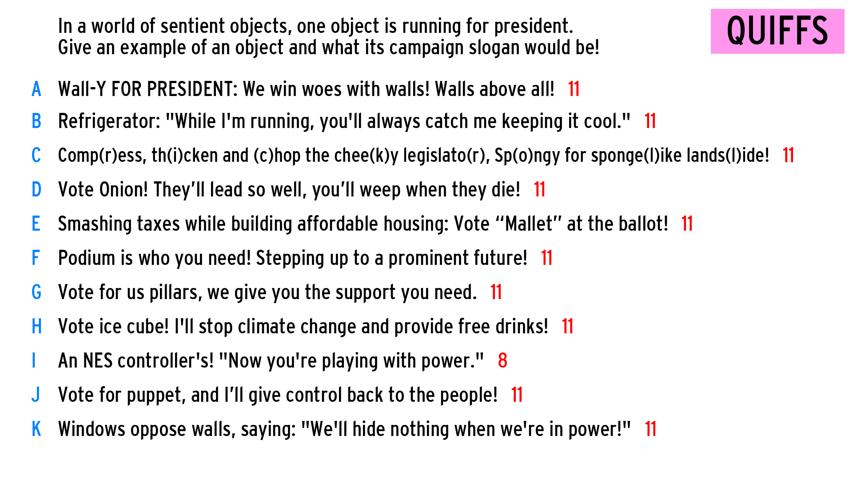 In a world of sentient objects, one object is running for president.
Give an example of an object and what its campaign slogan would be!
QUIFFS
A Wall-Y FOR PRESIDENT: We win woes with walls! Walls above all! 11
B Refrigerator: "While I'm running, you'll always catch me keeping it cool." 11
C Comp(r)ess, th(i)cken and (c)hop the chee(k)y legislato(r), Sp(o)ngy for sponge(l)ike lands(l)ide! 11
D Vote Onion! They’ll lead so well, you’ll weep when they die! 11
E Smashing taxes while building affordable housing: Vote “Mallet” at the ballot! 11
F Podium is who you need! Stepping up to a prominent future! 11
G Vote for us pillars, we give you the support you need. 11
H Vote ice cube! I'll stop climate change and provide free drinks! 11
I An NES controller's! "Now you're playing with power." 8
J Vote for puppet, and I’ll give control back to the people! 11
K Windows oppose walls, saying: "We'll hide nothing when we're in power!" 11